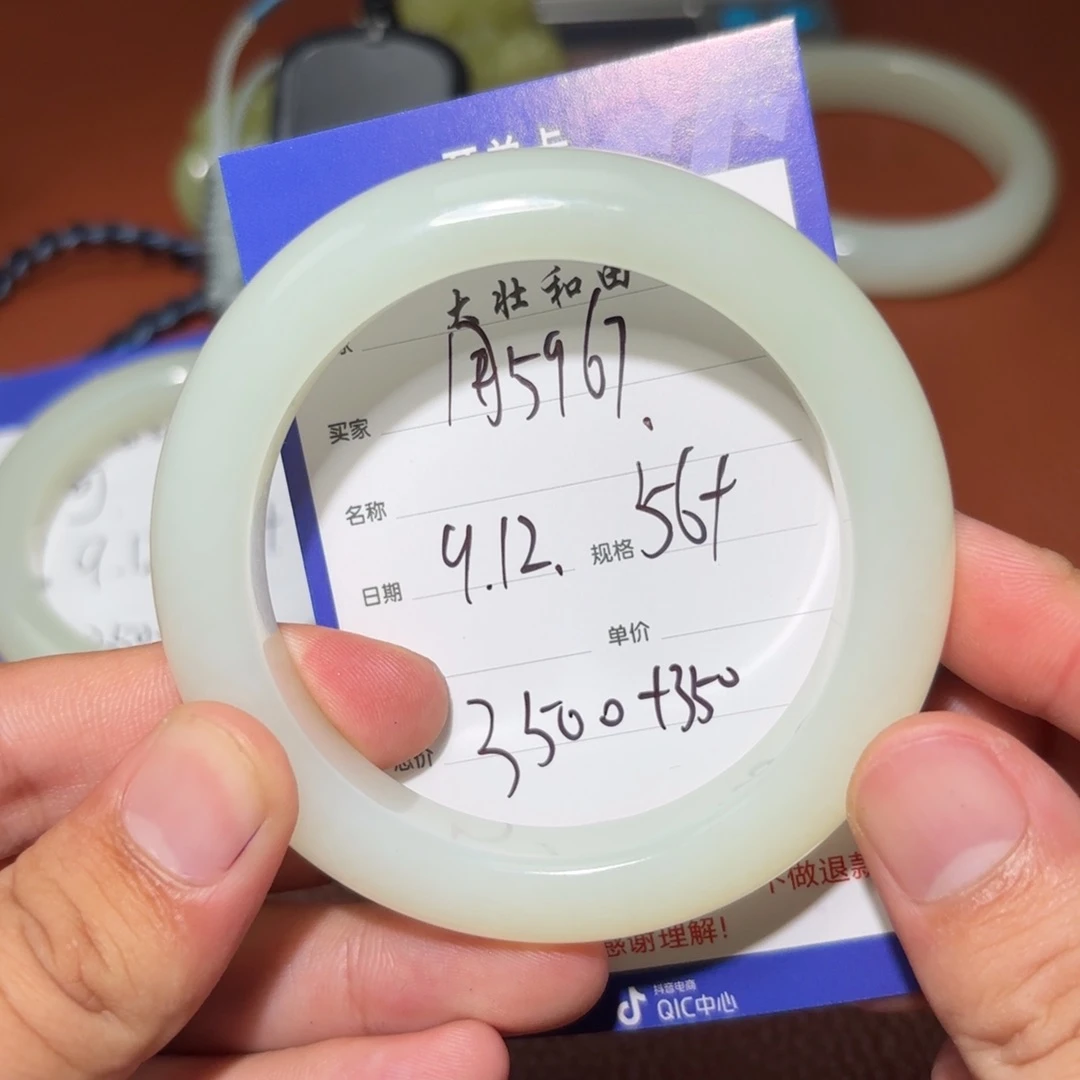 大壮和田
买家 1月5967.
名称
日期 9.12. 规格 56+
单价
总价 3500+350
不做退款
感谢理解!
抖音电商
QIC中心